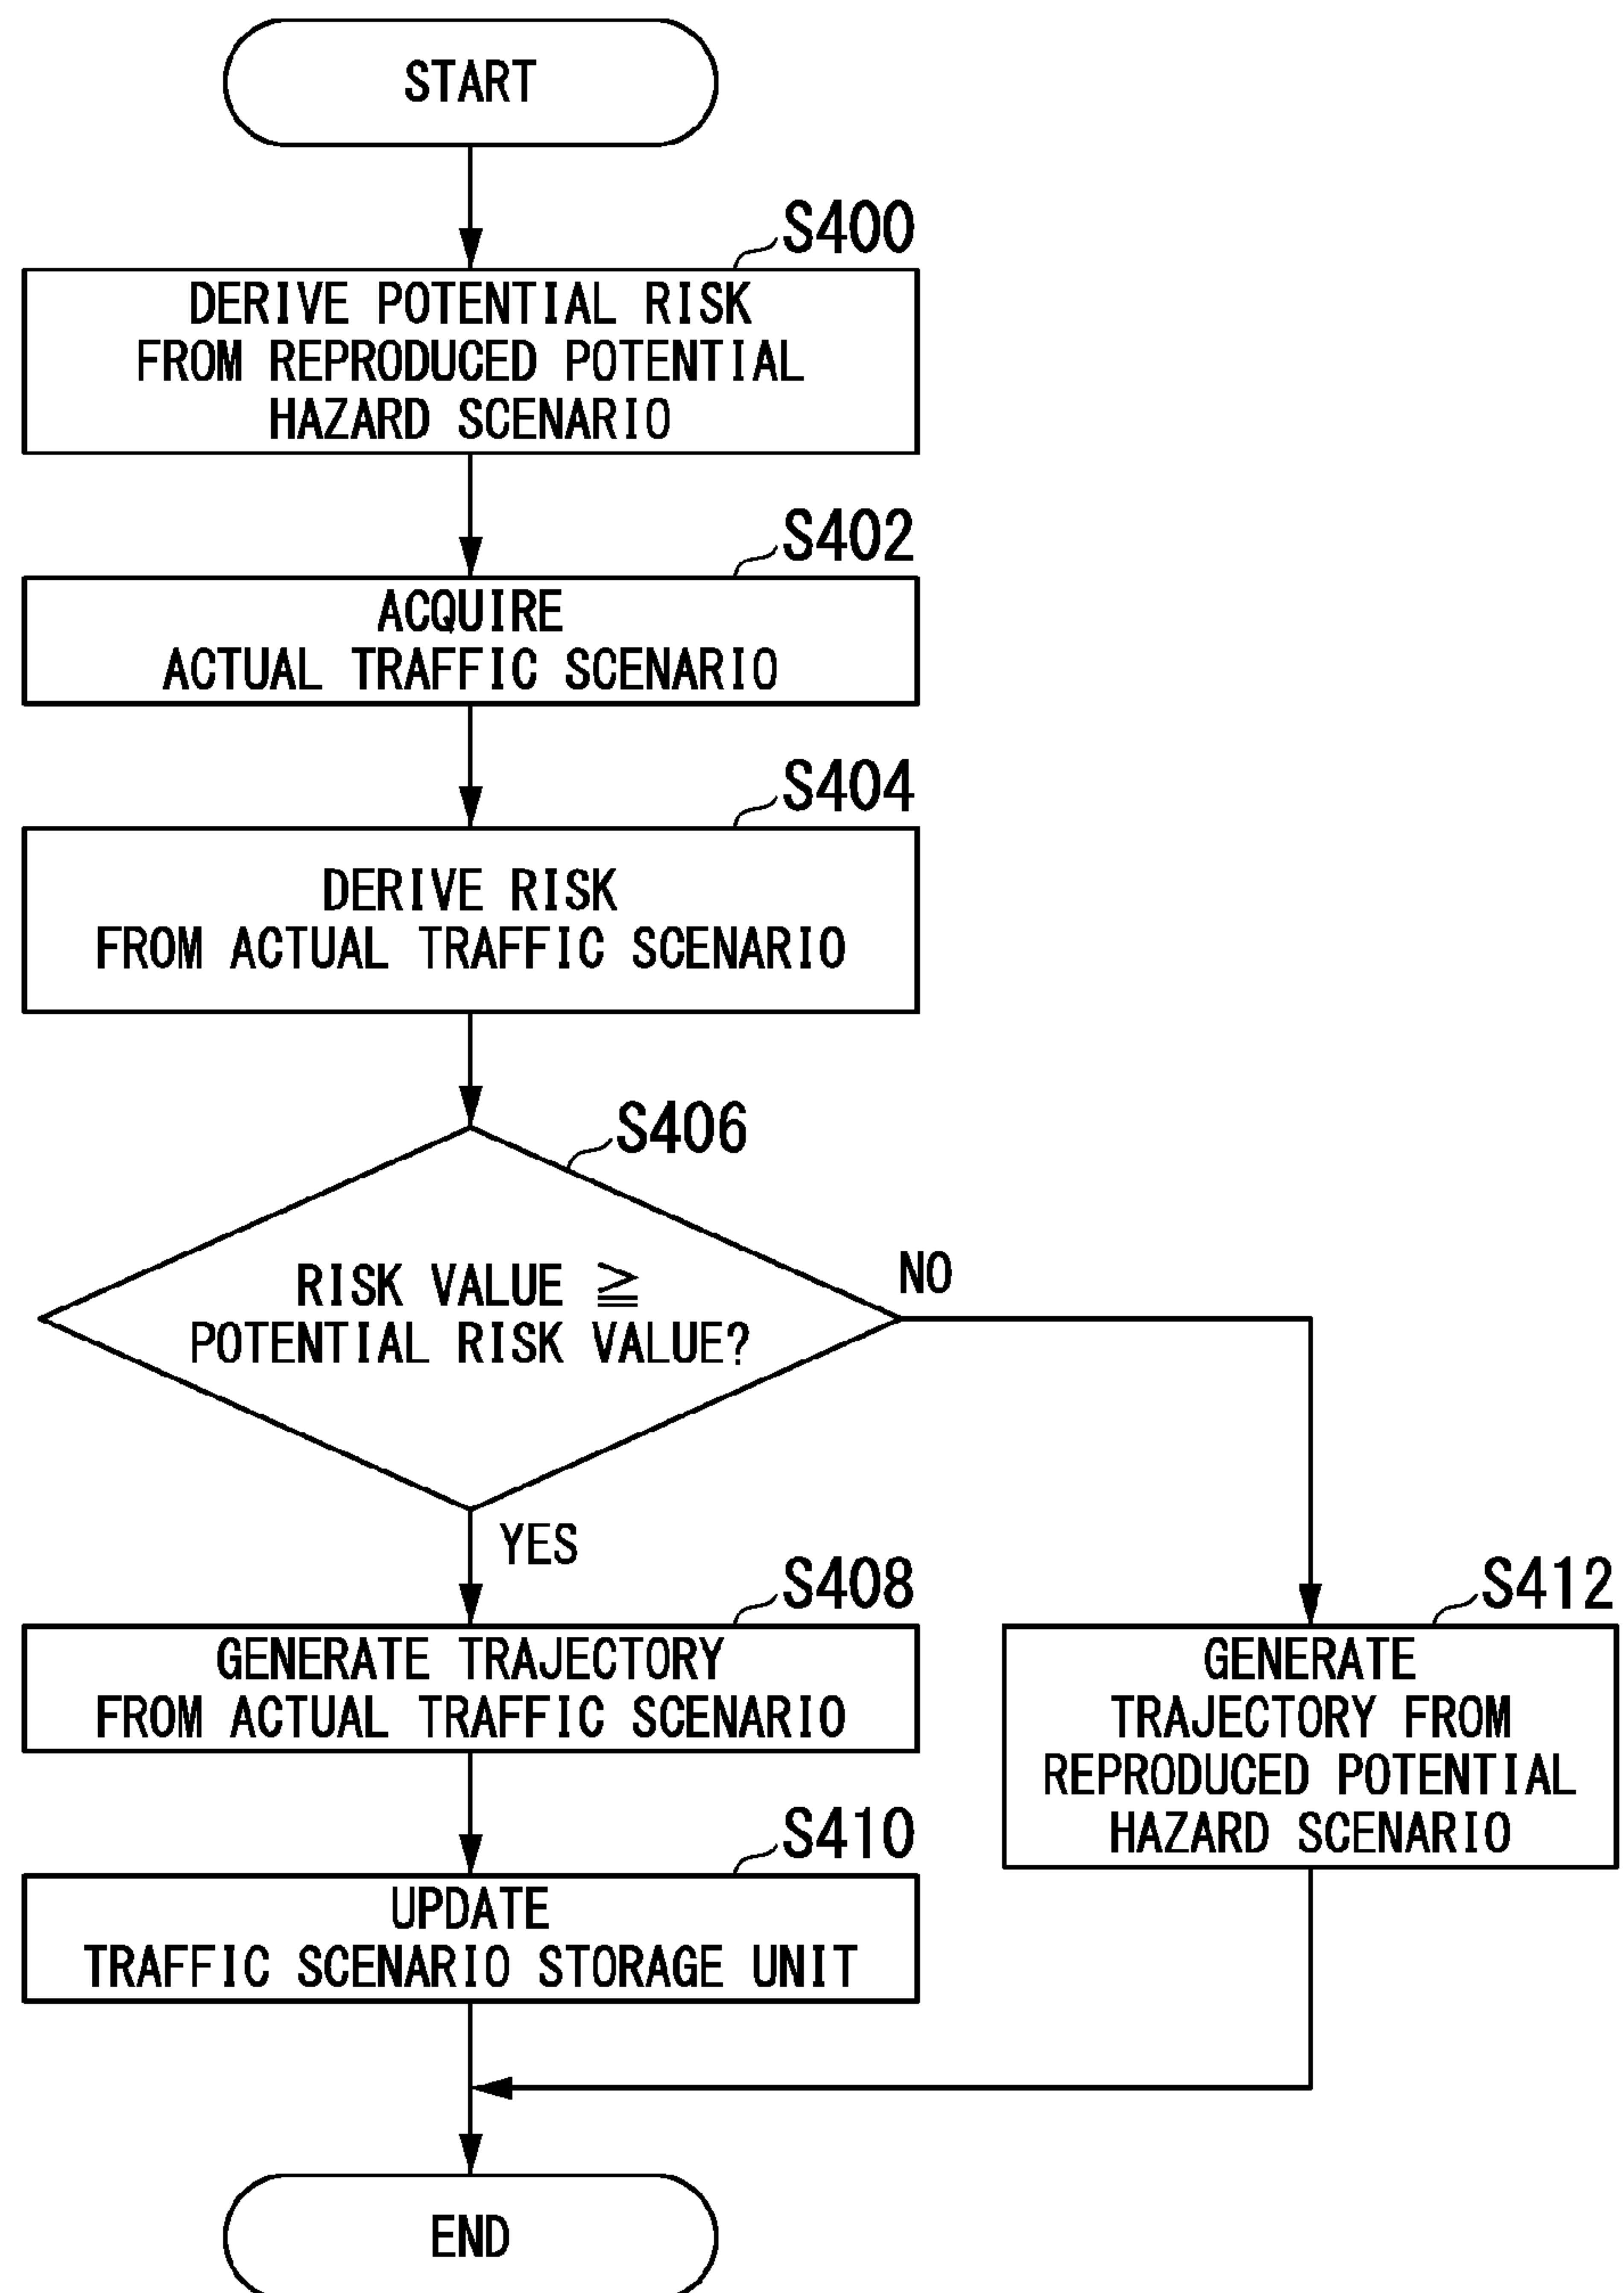 START
S400
DERIVE POTENTIAL RISK
FROM REPRODUCED POTENTIAL
HAZARD SCENARIO
S402
ACQUIRE
ACTUAL TRAFFIC SCENARIO
S404
DERIVE RISK
FROM ACTUAL TRAFFIC SCENARIO
S406
RISK VALUE ≧
POTENTIAL RISK VALUE?
NO
YES
S408
GENERATE TRAJECTORY
FROM ACTUAL TRAFFIC SCENARIO
S412
GENERATE
TRAJECTORY FROM
REPRODUCED POTENTIAL
HAZARD SCENARIO
S410
UPDATE
TRAFFIC SCENARIO STORAGE UNIT
END